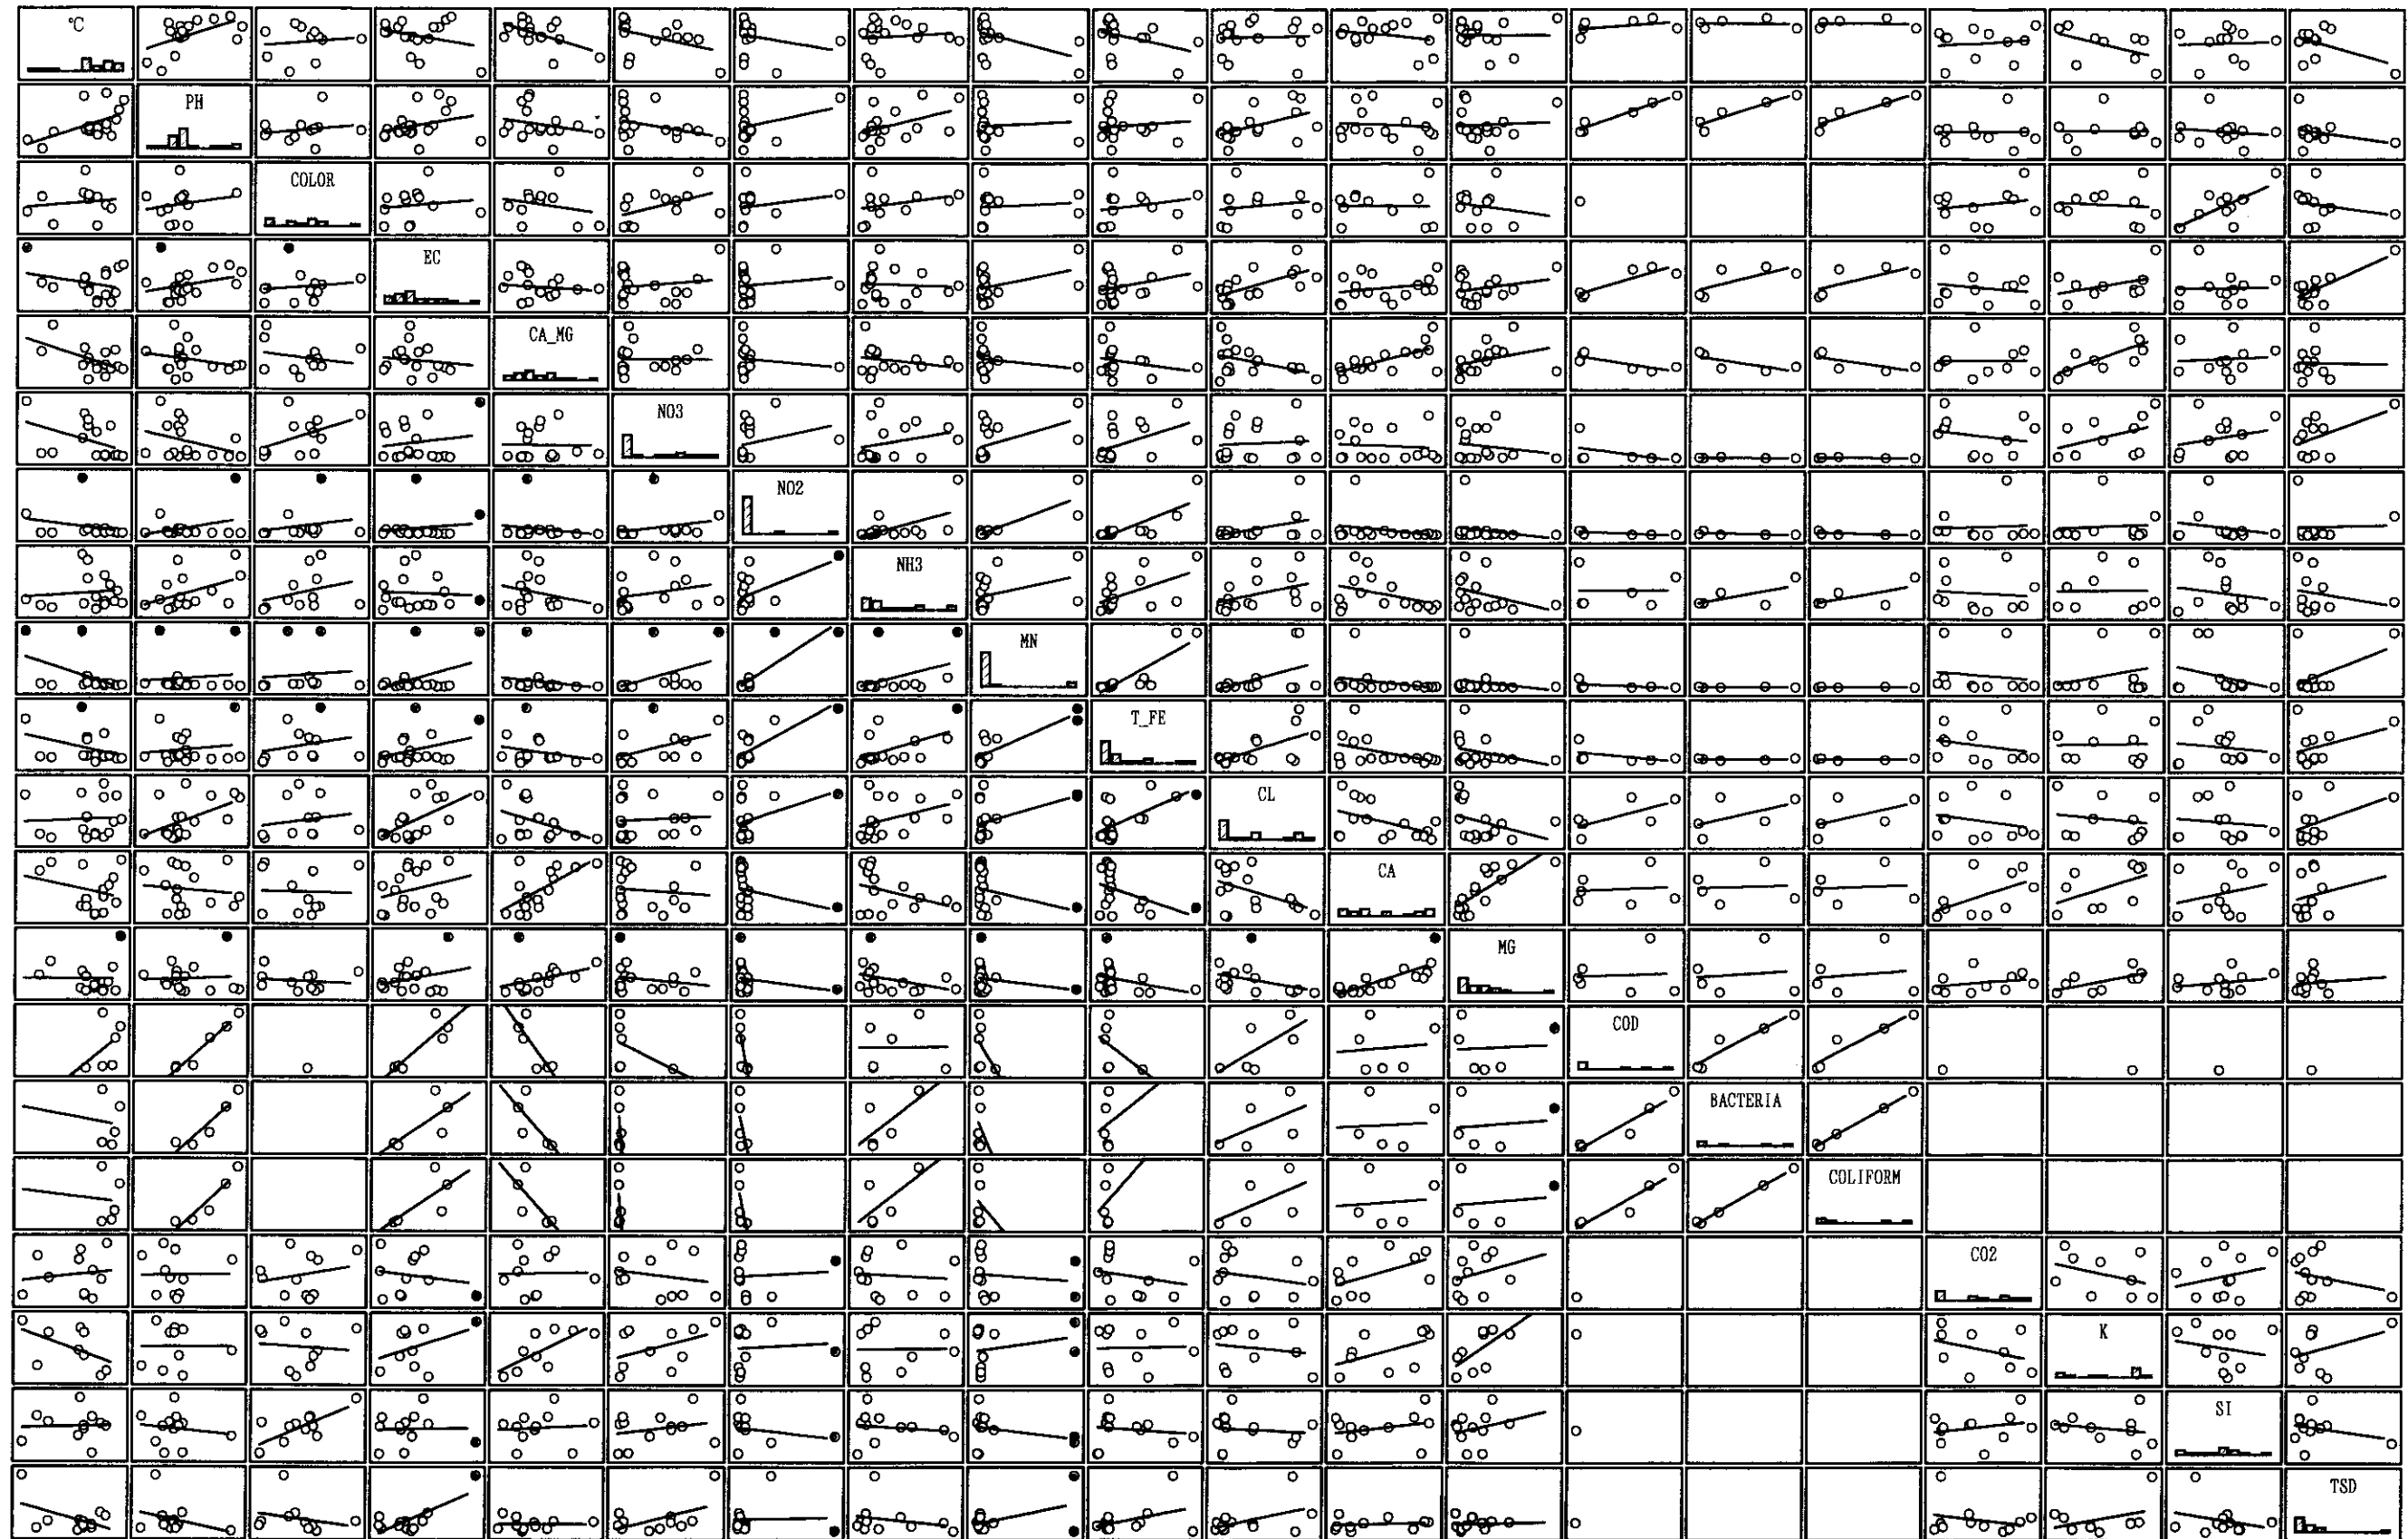 ℃
PH
COLOR
EC
CA_MG
NO3
NO2
NH3
MN
T_FE
CL
CA
MG
COD
BACTERIA
COLIFORM
CO2
K
SI
TSD